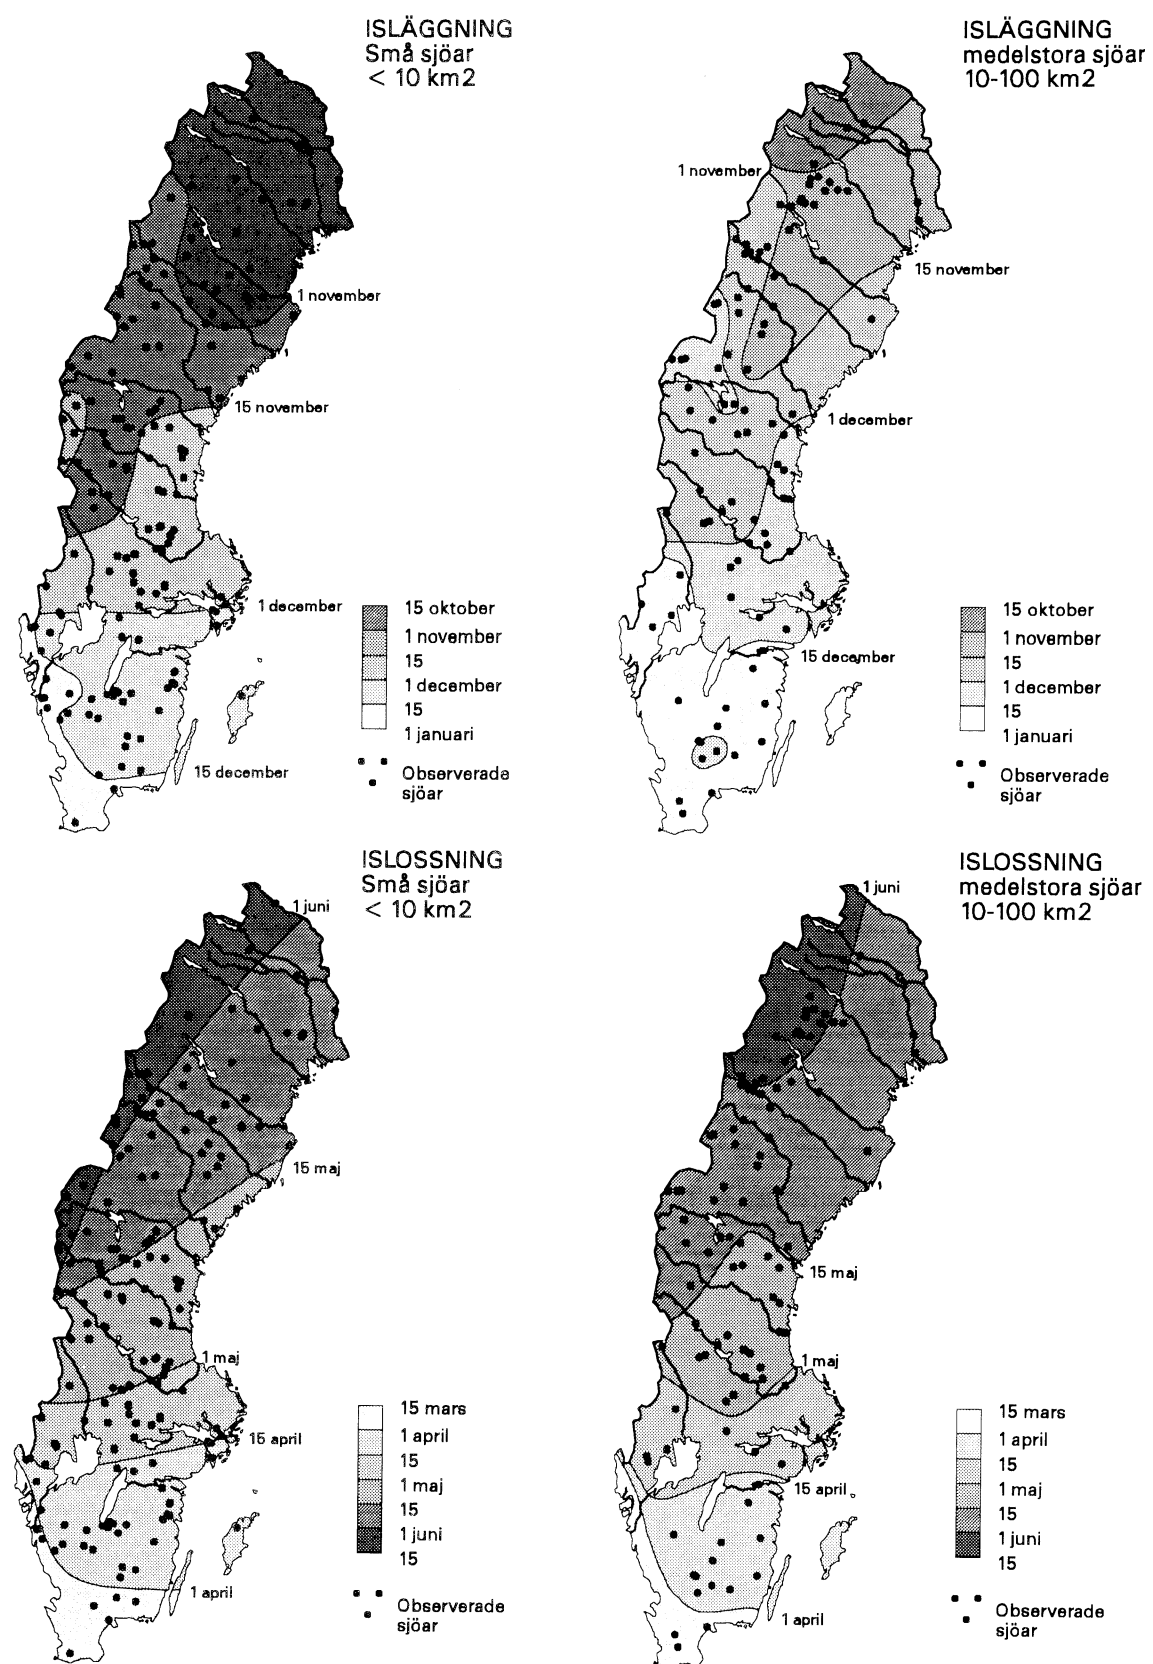 ISLÄGGNING
Små sjöar
< 10 km2
1 november
15 november
1 december
15 december
15 oktober
1 november
15
1 december
15
1 januari
Observerade
sjöar
ISLÄGGNING
medelstora sjöar
10-100 km2
1 november
15 november
1 december
15 december
15 oktober
1 november
15
1 december
15
1 januari
Observerade
sjöar
ISLOSSNING
Små sjöar
< 10 km2
1 juni
15 maj
1 maj
15 april
1 april
15 mars
1 april
15
1 maj
15
1 juni
15
Observerade
sjöar
ISLOSSNING
medelstora sjöar
10-100 km2
1 juni
15 maj
1 maj
15 april
1 april
15 mars
1 april
15
1 maj
15
1 juni
15
Observerade
sjöar